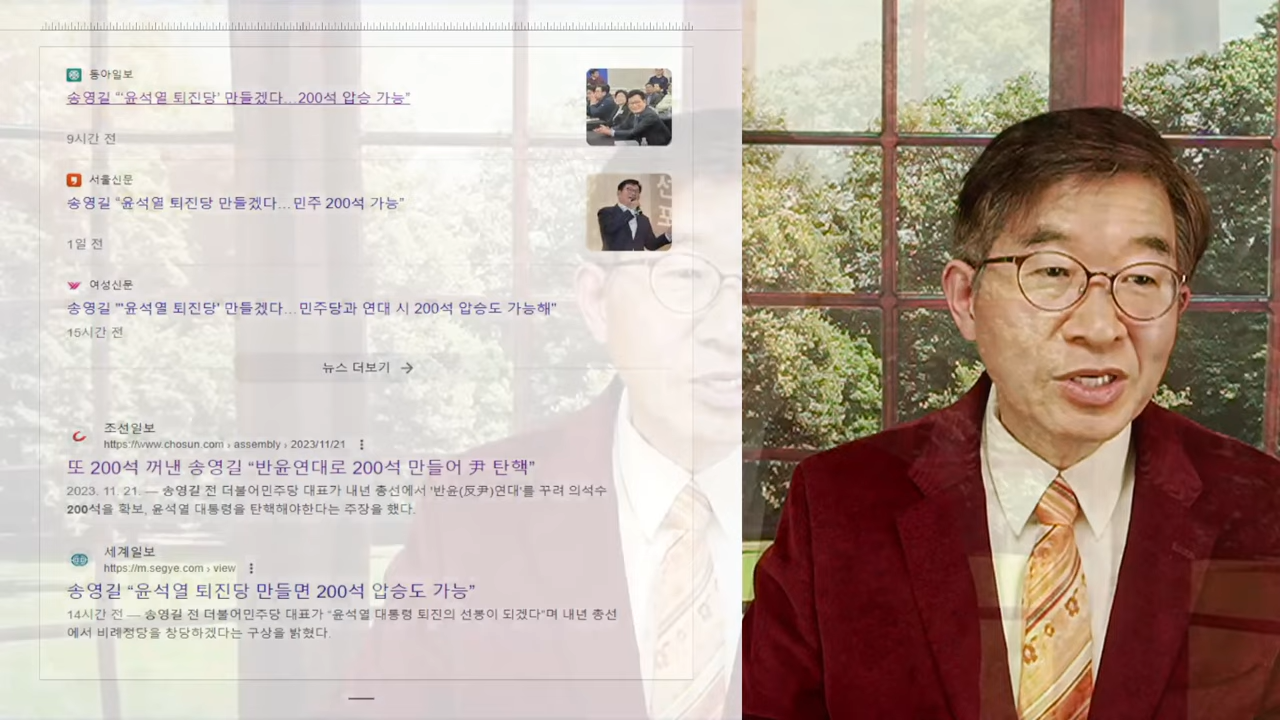 동아일보
송영길 “‘윤석열 퇴진당’ 만들겠다…200석 압승 가능”
9시간 전
서울신문
송영길 “윤석열 퇴진당 만들겠다…민주 200석 가능”
1일 전
여성신문
송영길 "'윤석열 퇴진당' 만들겠다…민주당과 연대 시 200석 압승도 가능해"
15시간 전
뉴스 더보기 →
조선일보
https://www.chosun.com › assembly › 2023/11/21
또 200석 꺼낸 송영길 “반윤연대로 200석 만들어 尹 탄핵”
2023. 11. 21. — 송영길 전 더불어민주당 대표가 내년 총선에서 '반윤(反尹)연대'를 꾸려 의석수
200석을 확보, 윤석열 대통령을 탄핵해야한다는 주장을 했다.
세계일보
https://m.segye.com › view
송영길 “윤석열 퇴진당 만들면 200석 압승도 가능”
14시간 전 — 송영길 전 더불어민주당 대표가 “윤석열 대통령 퇴진의 선봉이 되겠다”며 내년 총선
에서 비례정당을 창당하겠다는 구상을 밝혔다.